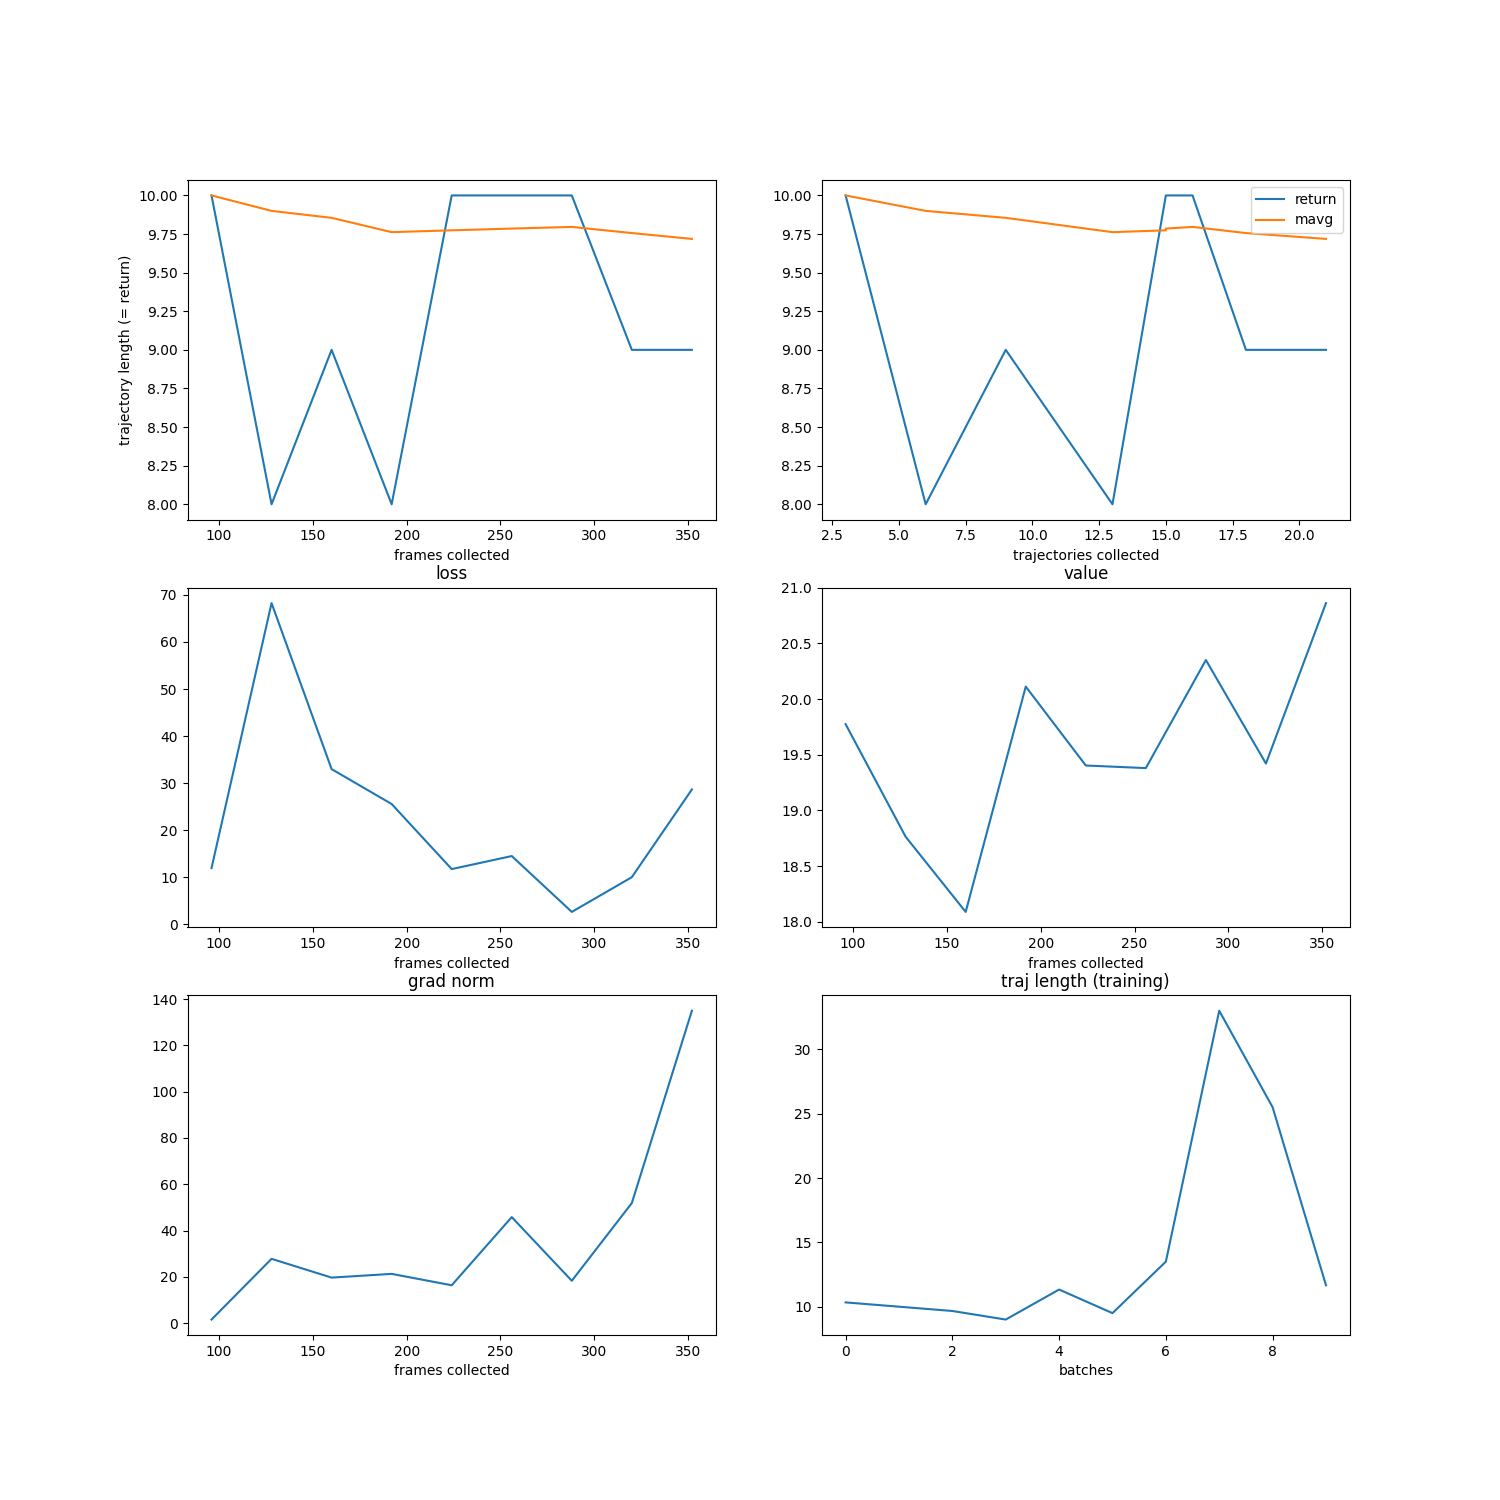 10.00
9.75
9.50
9.25
9.00
8.75
8.50
8.25
8.00
trajectory length (= return)
100 150 200 250 300 350
frames collected
10.00
9.75
9.50
9.25
9.00
8.75
8.50
8.25
8.00
return
mavg
2.5 5.0 7.5 10.0 12.5 15.0 17.5 20.0
trajectories collected
loss
70
60
50
40
30
20
10
0
100 150 200 250 300 350
frames collected
value
21.0
20.5
20.0
19.5
19.0
18.5
18.0
100 150 200 250 300 350
frames collected
grad norm
140
120
100
80
60
40
20
0
100 150 200 250 300 350
frames collected
traj length (training)
30
25
20
15
10
0 2 4 6 8
batches